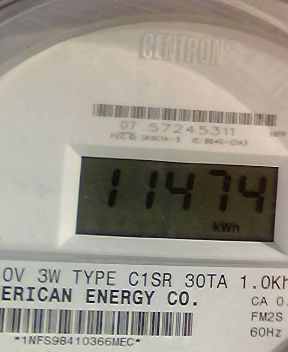 CENTRON®
07 57245311
11474
kWh
0V 3W TYPE C1SR 30TA 1.0Kh
ERICAN ENERGY CO.
CA 0.
FM2S
60Hz
*1NFS98410366MEC*